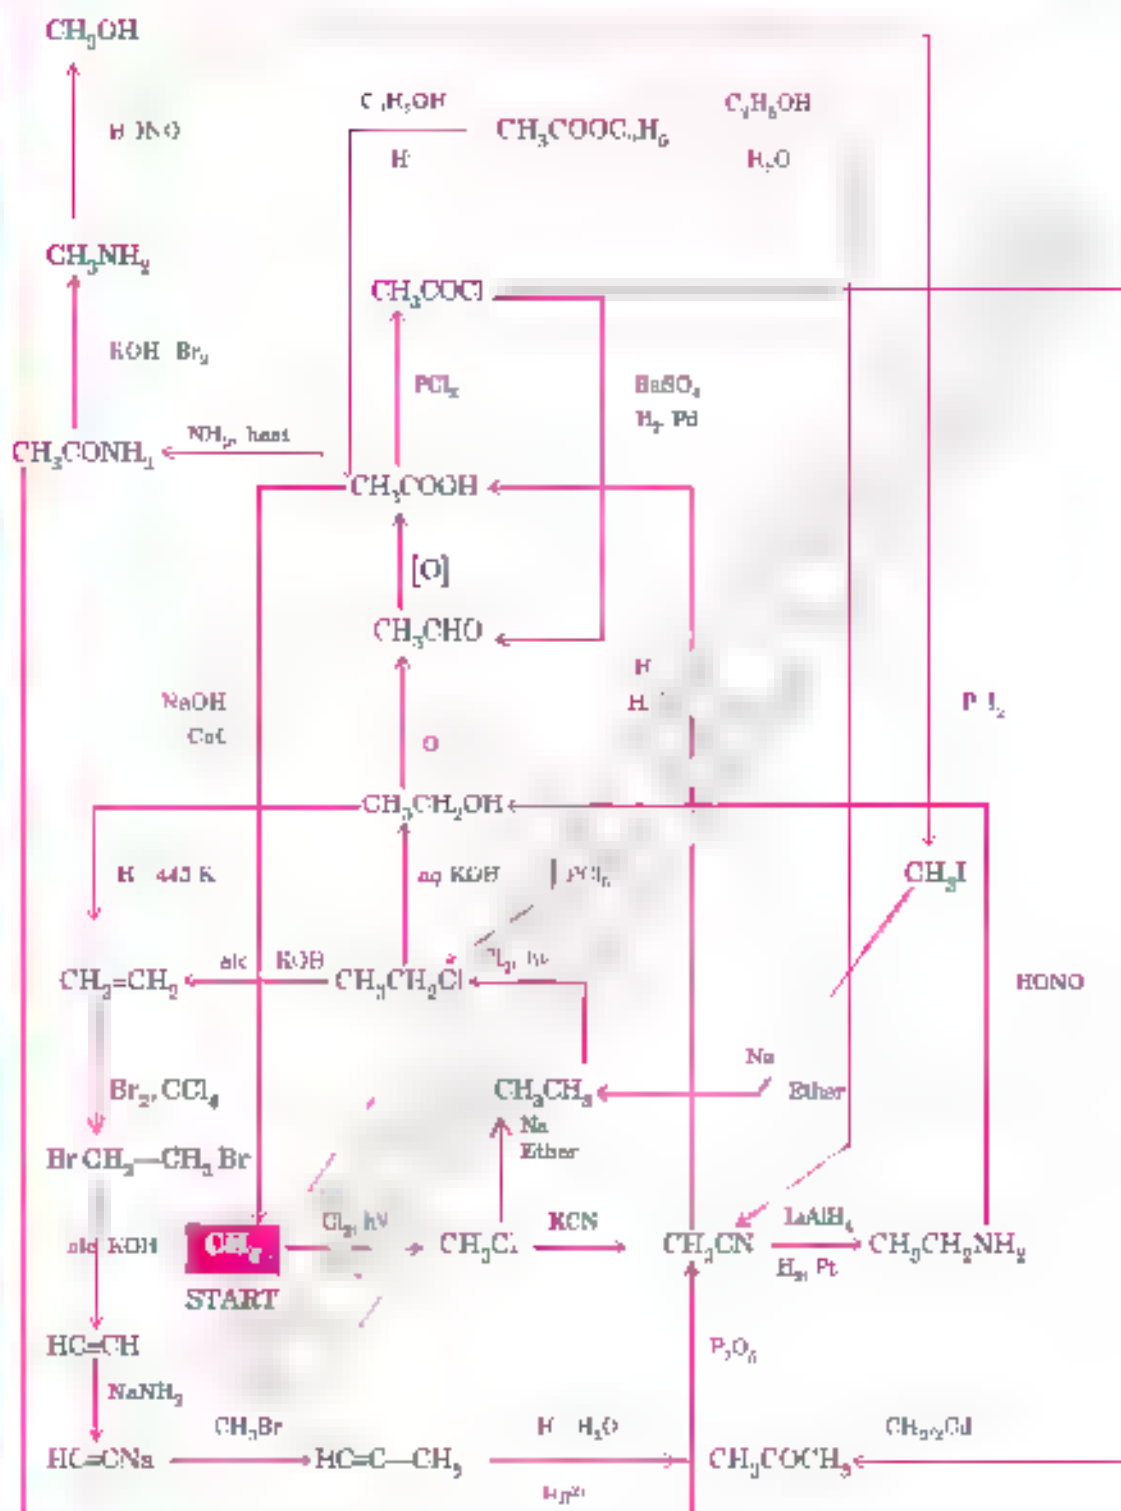 CH₃OH
C₂H₅OH
C₂H₅OH
HONO
CH₃COOC₂H₅
H
H₂O
CH₃NH₂
CH₃COCl
KOH Br₂
PCl₅
BaSO₄
H₂, Pd
NH₃, heat
CH₃CONH₂
CH₃COOH
[O]
CH₃CHO
H
NaOH
H
CaO
O
CH₃CH₂OH
H 443 K
aq KOH
PCl₅
CH₃I
alc KOH
Cl₂, hν
CH₂=CH₂
CH₃CH₂Cl
HONO
Na
Br₂, CCl₄
CH₃CH₃
Ether
Na
Ether
BrCH₂—CH₂Br
Cl₂, hν
KCN
LiAlH₄
alc KOH
CH₄
CH₃Cl
CH₃CN
CH₃CH₂NH₂
H₂, Pt
START
HC≡CH
P₂O₅
NaNH₂
CH₃Br
H H₂O
HC≡CNa
HC≡C—CH₃
CH₃COCH₃